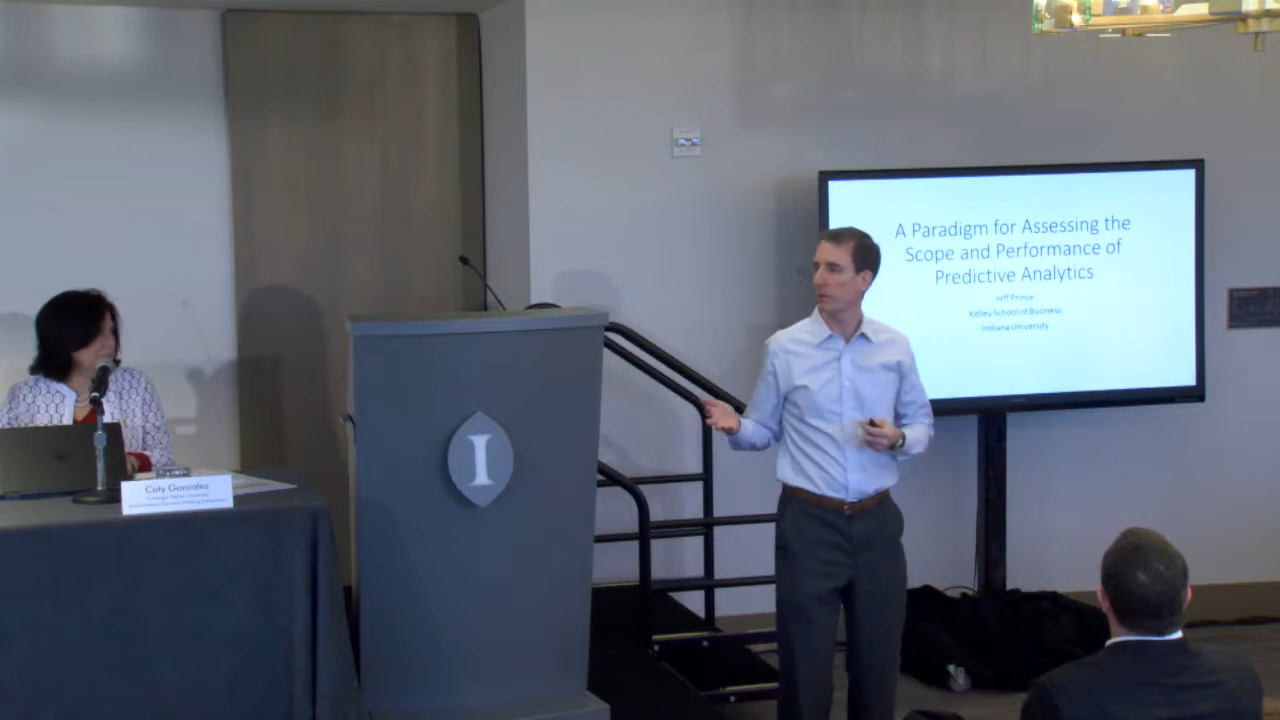 A Paradigm for Assessing the
Scope and Performance of
Predictive Analytics
Jeff Prince
Kelley School of Business
Indiana University
I
Coty Gonzalez
Carnegie Mellon University